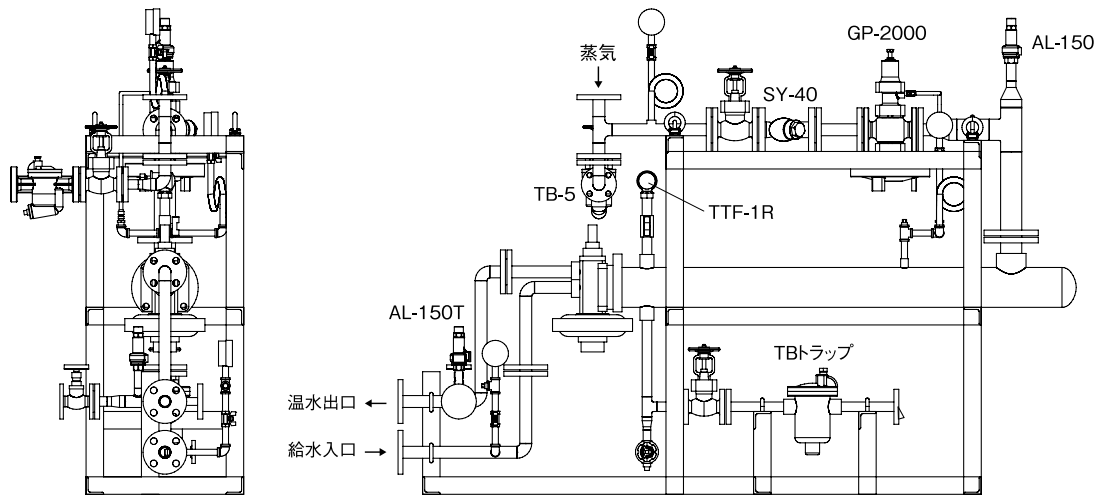 蒸気
GP-2000
AL-150
SY-40
TB-5
TTF-1R
AL-150T
TBトラップ
温水出口
給水入口